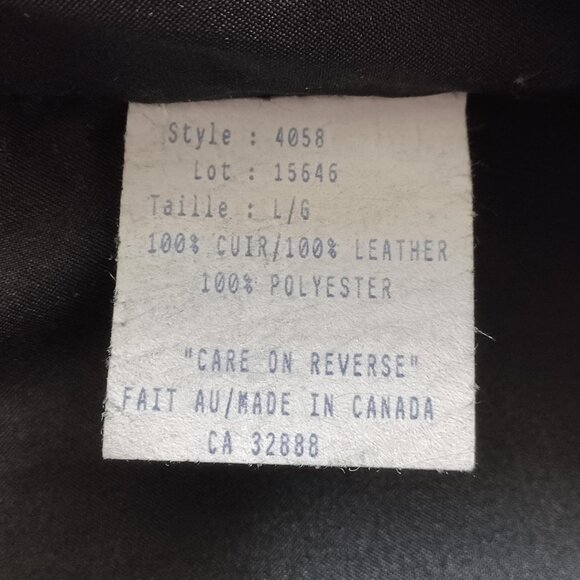 Style : 4058
Lot : 15646
Taille : L/G
100% CUIR/100% LEATHER
100% POLYESTER
"CARE ON REVERSE"
FAIT AU/MADE IN CANADA
CA 32888